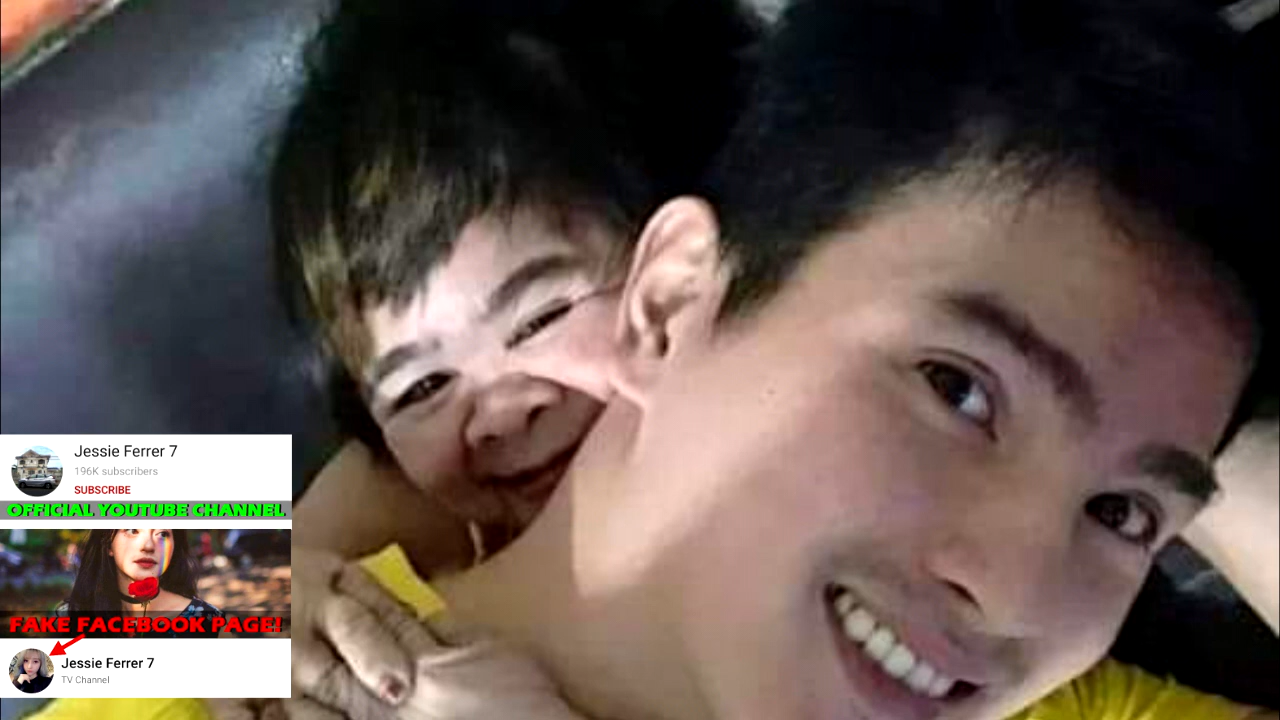 Jessie Ferrer 7
196K subscribers
SUBSCRIBE
OFFICIAL YOUTUBE CHANNEL
FAKE FACEBOOK PAGE!
Jessie Ferrer 7
TV Channel